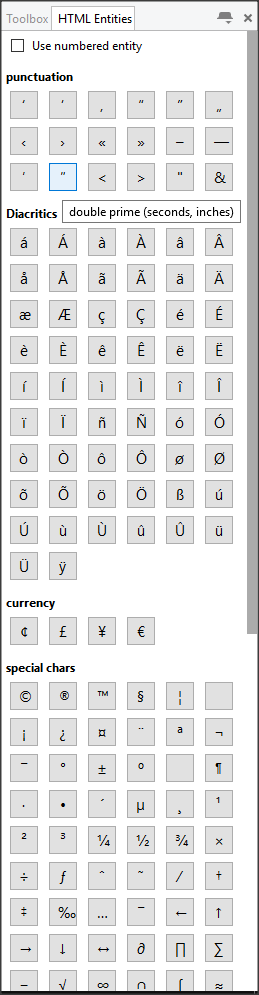 Toolbox HTML Entities
Use numbered entity
punctuation
‘ ’ ‚ “ ” „
‹ › « » – —
′ ″ < > " &
double prime (seconds, inches)
Diacritics
á Á à À â Â
å Å ã Ã ä Ä
æ Æ ç Ç é É
è È ê Ê ë Ë
í Í ì Ì î Î
ï Ï ñ Ñ ó Ó
ò Ò ô Ô ø Ø
õ Õ ö Ö ß ú
Ú ù Ù û Û ü
Ü ÿ
currency
¢ £ ¥ €
special chars
© ® ™ § ¦
¡ ¿ ¤ ¨ ª ¬
¯ ° ± º ¶
· • ´ µ ¸ ¹
² ³ ¼ ½ ¾ ×
÷ ƒ ˆ ˜ ⁄ †
‡ ‰ … ‾ ← ↑
→ ↓ ↔ ∂ ∏ ∑
− √ ∞ ∩ ∫ ≈